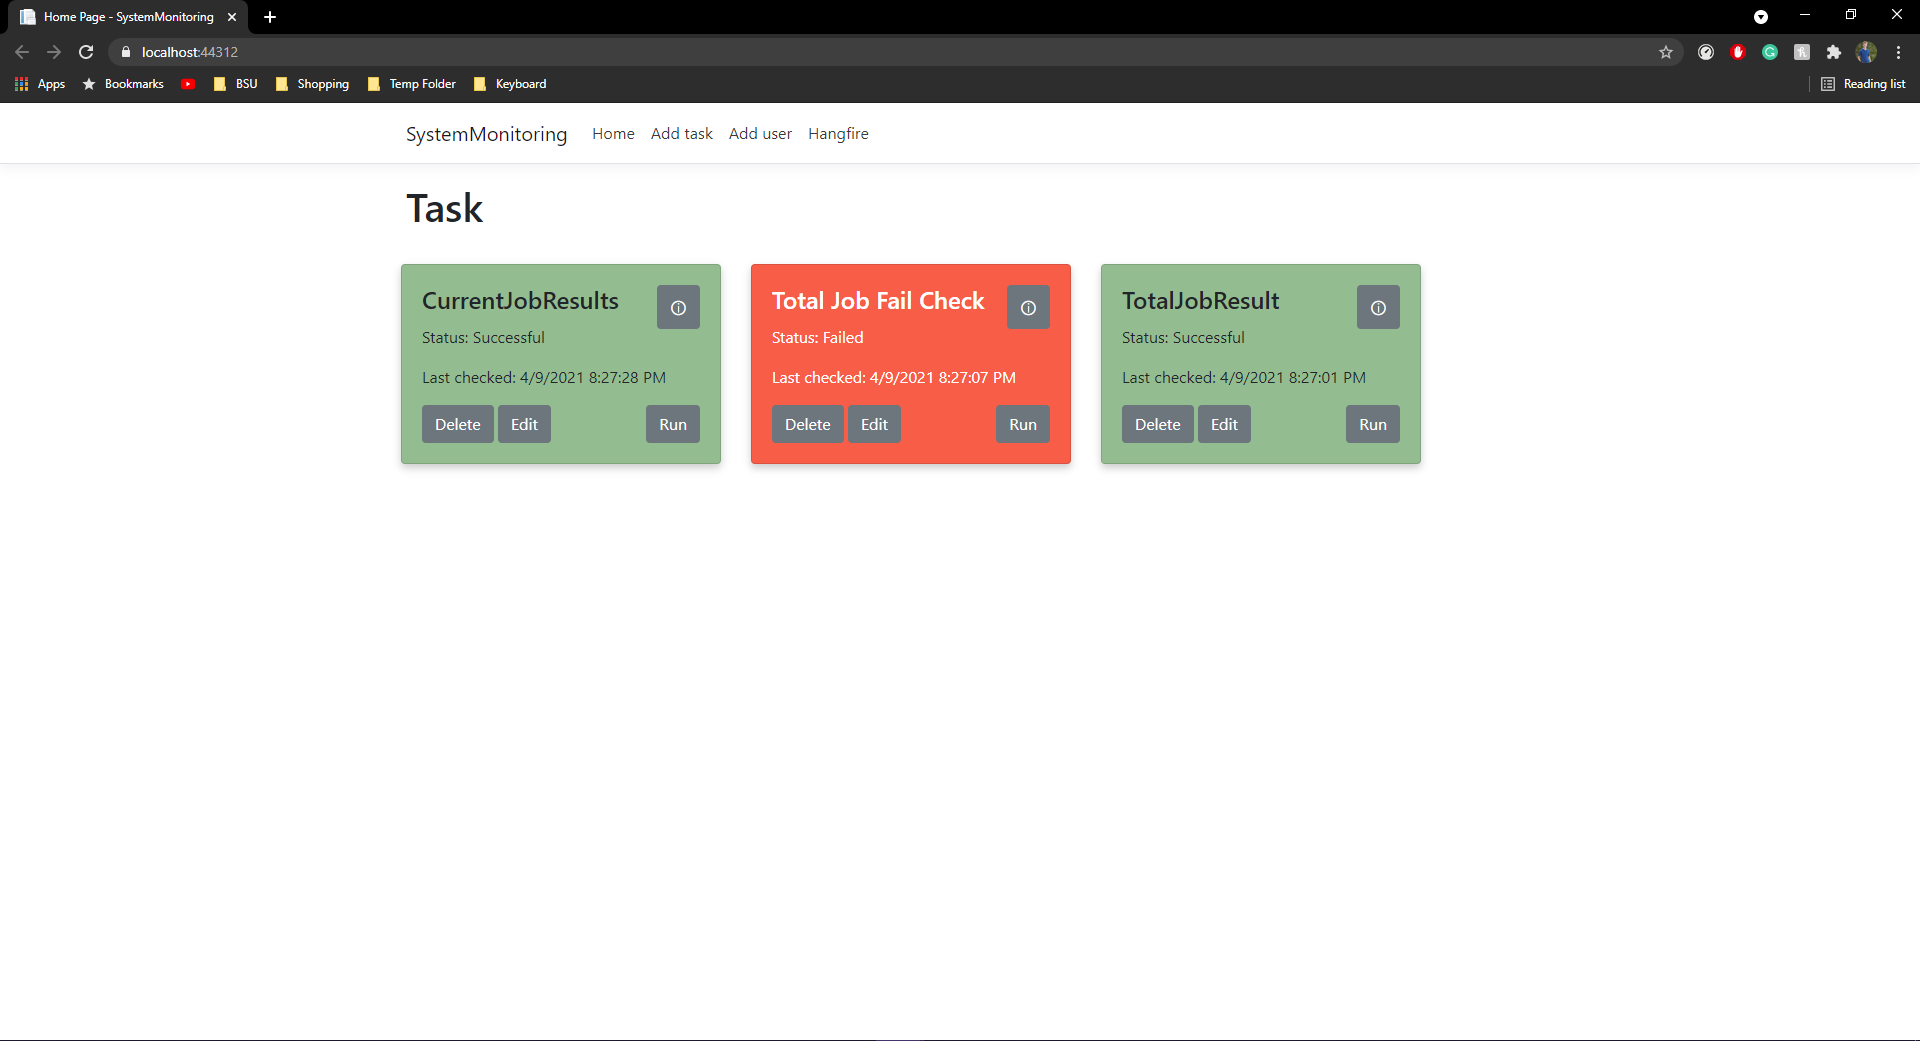 Home Page - SystemMonitoring
localhost:44312
Apps Bookmarks BSU Shopping Temp Folder Keyboard Reading list
SystemMonitoring Home Add task Add user Hangfire
Task
CurrentJobResults
Status: Successful
Last checked: 4/9/2021 8:27:28 PM
Delete Edit Run
Total Job Fail Check
Status: Failed
Last checked: 4/9/2021 8:27:07 PM
Delete Edit Run
TotalJobResult
Status: Successful
Last checked: 4/9/2021 8:27:01 PM
Delete Edit Run